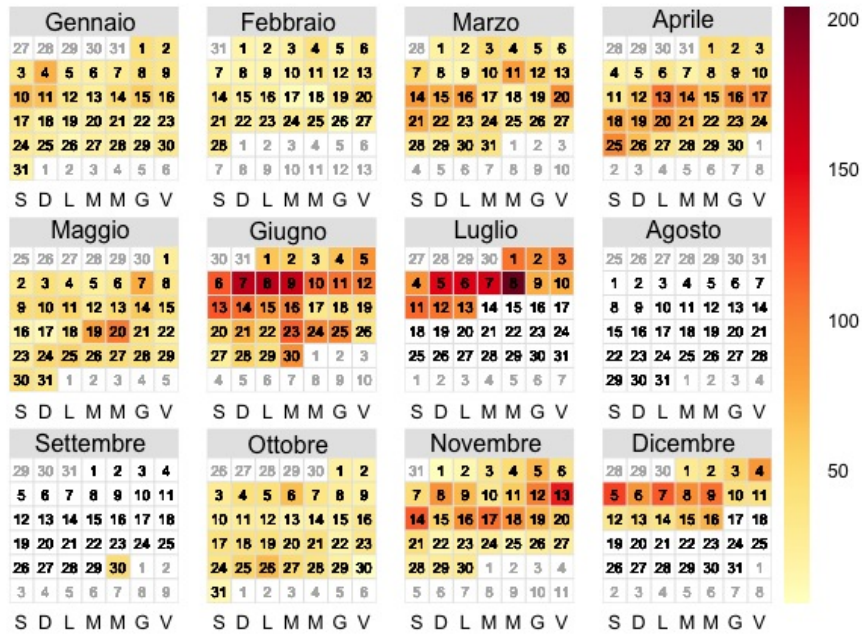 Gennaio
27 28 29 30 31 1 2
3 4 5 6 7 8 9
10 11 12 13 14 15 16
17 18 19 20 21 22 23
24 25 26 27 28 29 30
31 1 2 3 4 5 6
S D L M M G V
Febbraio
31 1 2 3 4 5 6
7 8 9 10 11 12 13
14 15 16 17 18 19 20
21 22 23 24 25 26 27
28 1 2 3 4 5 6
7 8 9 10 11 12 13
S D L M M G V
Marzo
28 1 2 3 4 5 6
7 8 9 10 11 12 13
14 15 16 17 18 19 20
21 22 23 24 25 26 27
28 29 30 31 1 2 3
4 5 6 7 8 9 10
S D L M M G V
Aprile
28 29 30 31 1 2 3
4 5 6 7 8 9 10
11 12 13 14 15 16 17
18 19 20 21 22 23 24
25 26 27 28 29 30 1
2 3 4 5 6 7 8
S D L M M G V
Maggio
25 26 27 28 29 30 1
2 3 4 5 6 7 8
9 10 11 12 13 14 15
16 17 18 19 20 21 22
23 24 25 26 27 28 29
30 31 1 2 3 4 5
S D L M M G V
Giugno
30 31 1 2 3 4 5
6 7 8 9 10 11 12
13 14 15 16 17 18 19
20 21 22 23 24 25 26
27 28 29 30 1 2 3
4 5 6 7 8 9 10
S D L M M G V
Luglio
27 28 29 30 1 2 3
4 5 6 7 8 9 10
11 12 13 14 15 16 17
18 19 20 21 22 23 24
25 26 27 28 29 30 31
1 2 3 4 5 6 7
S D L M M G V
Agosto
25 26 27 28 29 30 31
1 2 3 4 5 6 7
8 9 10 11 12 13 14
15 16 17 18 19 20 21
22 23 24 25 26 27 28
29 30 31 1 2 3 4
S D L M M G V
Settembre
29 30 31 1 2 3 4
5 6 7 8 9 10 11
12 13 14 15 16 17 18
19 20 21 22 23 24 25
26 27 28 29 30 1 2
3 4 5 6 7 8 9
S D L M M G V
Ottobre
26 27 28 29 30 1 2
3 4 5 6 7 8 9
10 11 12 13 14 15 16
17 18 19 20 21 22 23
24 25 26 27 28 29 30
31 1 2 3 4 5 6
S D L M M G V
Novembre
31 1 2 3 4 5 6
7 8 9 10 11 12 13
14 15 16 17 18 19 20
21 22 23 24 25 26 27
28 29 30 1 2 3 4
5 6 7 8 9 10 11
S D L M M G V
Dicembre
28 29 30 1 2 3 4
5 6 7 8 9 10 11
12 13 14 15 16 17 18
19 20 21 22 23 24 25
26 27 28 29 30 31 1
2 3 4 5 6 7 8
S D L M M G V
200
150
100
50